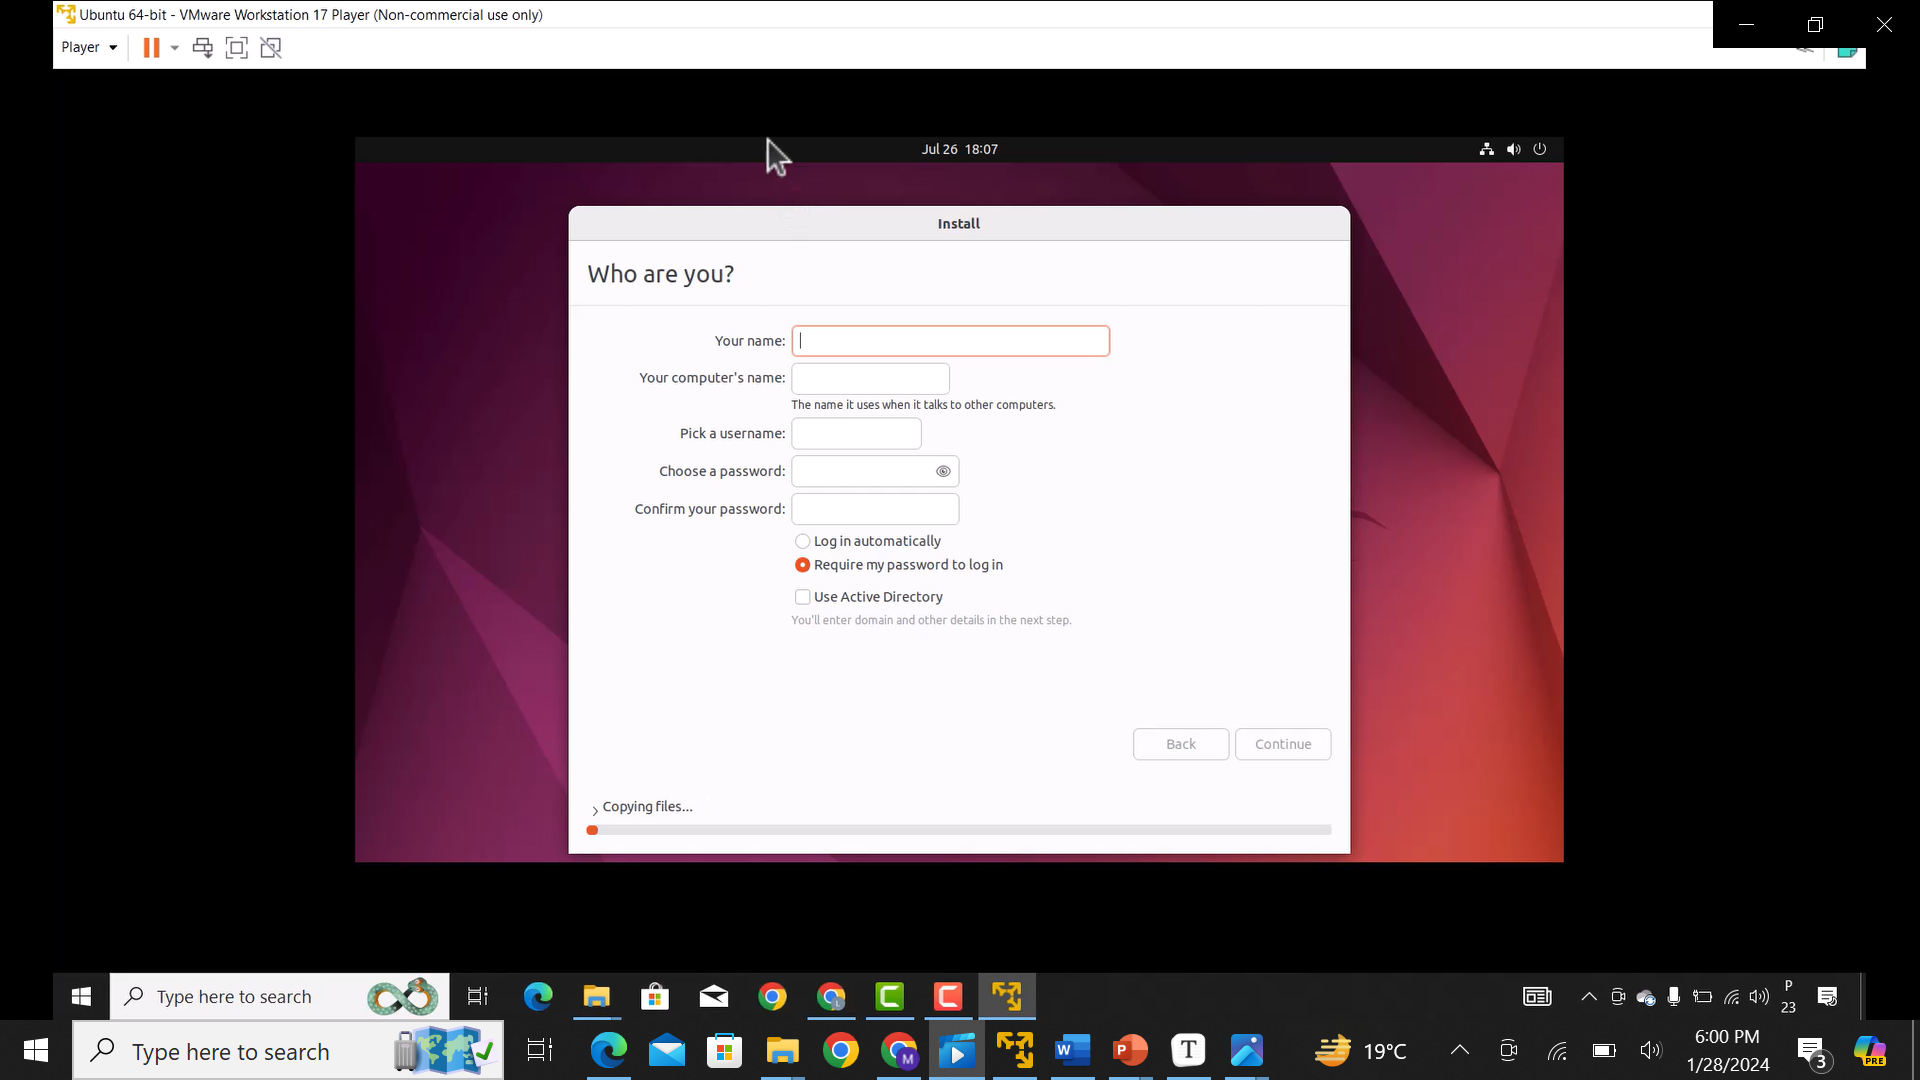 Ubuntu 64-bit - VMware Workstation 17 Player (Non-commercial use only)
Player
Jul 26 18:07
Install
Who are you?
Your name:
Your computer's name:
The name it uses when it talks to other computers.
Pick a username:
Choose a password:
Confirm your password:
Log in automatically
Require my password to log in
Use Active Directory
You'll enter domain and other details in the next step.
Back
Continue
Copying files...
Type here to search
P
23
Type here to search
M
W
P
T
19°C
6:00 PM
1/28/2024
3
PRE